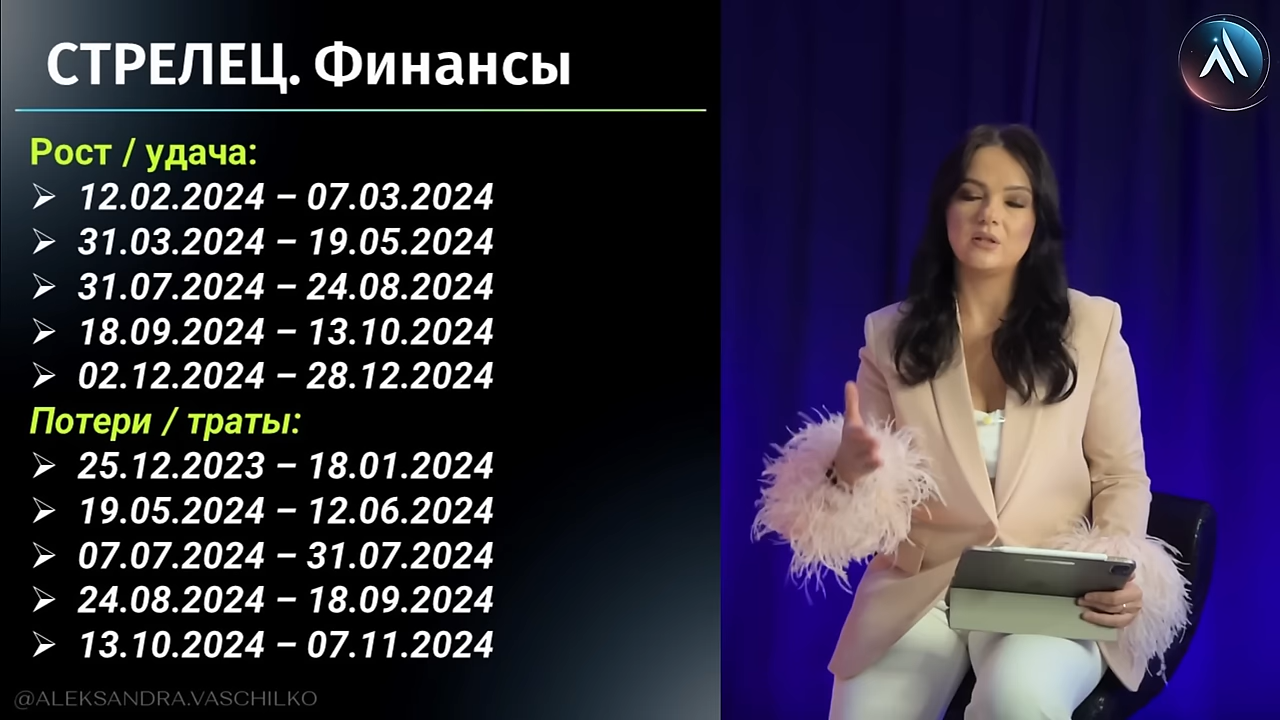 СТРЕЛЕЦ. Финансы
Рост / удача:
12.02.2024 – 07.03.2024
31.03.2024 – 19.05.2024
31.07.2024 – 24.08.2024
18.09.2024 – 13.10.2024
02.12.2024 – 28.12.2024
Потери / траты:
25.12.2023 – 18.01.2024
19.05.2024 – 12.06.2024
07.07.2024 – 31.07.2024
24.08.2024 – 18.09.2024
13.10.2024 – 07.11.2024
@ALEKSANDRA.VASCHILKO